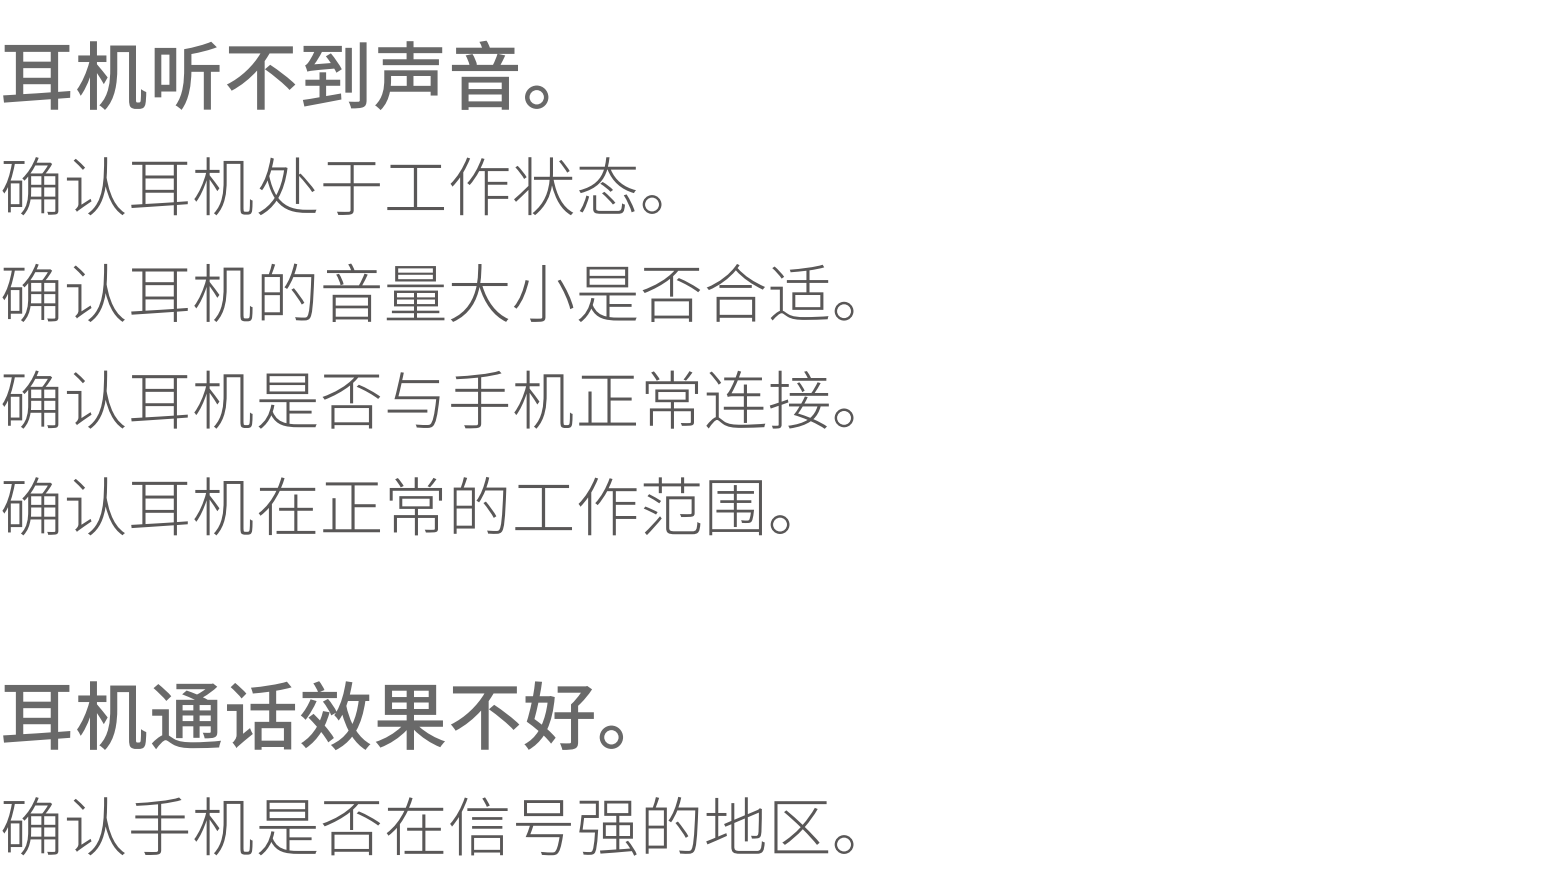 耳机听不到声音。
确认耳机处于工作状态。
确认耳机的音量大小是否合适。
确认耳机是否与手机正常连接。
确认耳机在正常的工作范围。
耳机通话效果不好。
确认手机是否在信号强的地区。